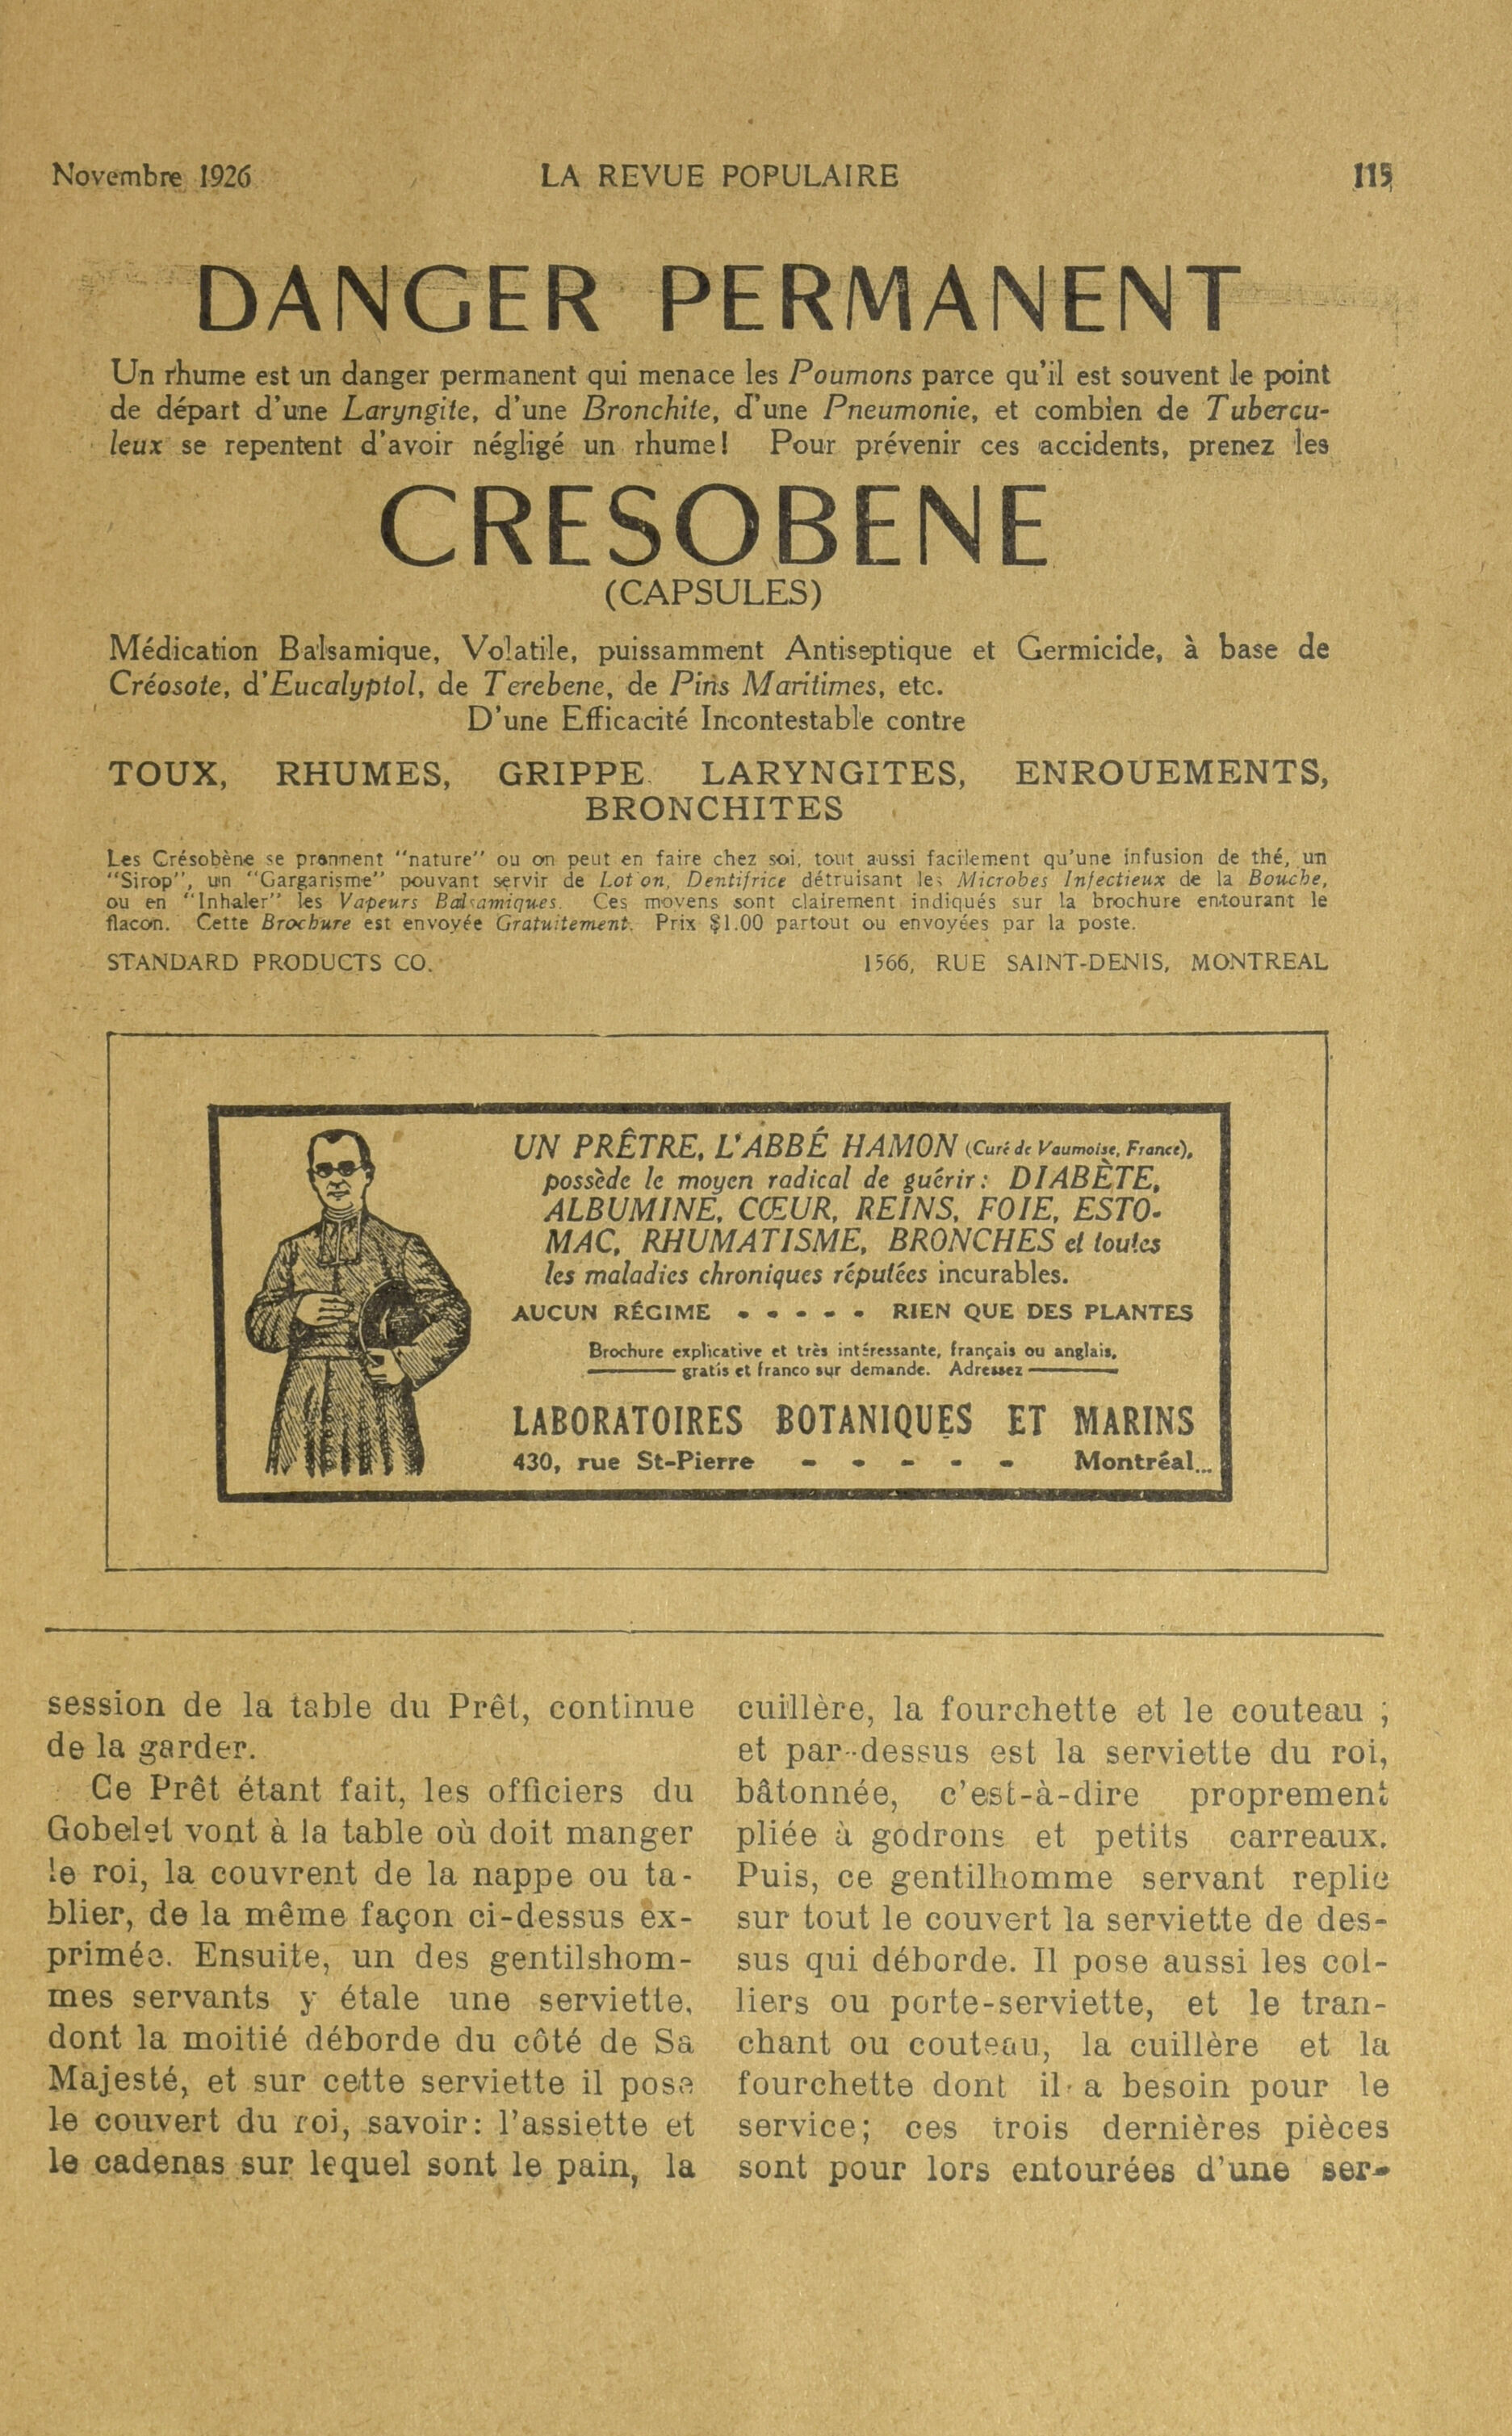 Novembre 1926 LA REVUE POPULAIRE 115
DANGER PERMANENT
Un rhume est un danger permanent qui menace les Poumons parce qu'il est souvent le point
de départ d'une Laryngite, d'une Bronchite, d'une Pneumonie, et combien de Tubercu-
leux se repentent d'avoir négligé un rhume! Pour prévenir ces accidents, prenez les
CRESOBENE
(CAPSULES)
Médication Balsamique, Volatile, puissamment Antiseptique et Germicide, à base de
Créosote, d'Eucalyptol, de Terebene, de Pins Maritimes, etc.
D'une Efficacité Incontestable contre
TOUX, RHUMES, GRIPPE LARYNGITES, ENROUEMENTS,
BRONCHITES
Les Crésobène se prennent "nature" ou on peut en faire chez soi, tout aussi facilement qu'une infusion de thé, un
"Sirop", un "Gargarisme" pouvant servir de Lot on, Dentifrice détruisant les Microbes Infectieux de la Bouche,
ou en "Inhaler" les Vapeurs Balsamiques. Ces moyens sont clairement indiqués sur la brochure entourant le
flacon. Cette Brochure est envoyée Gratuitement. Prix $1.00 partout ou envoyées par la poste.
STANDARD PRODUCTS CO. 1566, RUE SAINT-DENIS, MONTREAL
UN PRÊTRE, L'ABBÉ HAMON (Curé de Vaumoise, France),
possède le moyen radical de guérir: DIABÈTE,
ALBUMINE, CŒUR, REINS, FOIE, ESTO-
MAC, RHUMATISME, BRONCHES et toutes
les maladies chroniques réputées incurables.
AUCUN RÉGIME - - - - - RIEN QUE DES PLANTES
Brochure explicative et très intéressante, français ou anglais,
gratis et franco sur demande. Adressez
LABORATOIRES BOTANIQUES ET MARINS
430, rue St-Pierre - - - - - Montréal...
session de la table du Prêt, continue
de la garder.
Ce Prêt étant fait, les officiers du
Gobelet vont à la table où doit manger
le roi, la couvrent de la nappe ou ta-
blier, de la même façon ci-dessus ex-
primée. Ensuite, un des gentilshom-
mes servants y étale une serviette,
dont la moitié déborde du côté de Sa
Majesté, et sur cette serviette il pose
le couvert du roi, savoir: l'assiette et
le cadenas sur lequel sont le pain, la
cuillère, la fourchette et le couteau ;
et par-dessus est la serviette du roi,
bâtonnée, c'est-à-dire proprement
pliée à godrons et petits carreaux.
Puis, ce gentilhomme servant replie
sur tout le couvert la serviette de des-
sus qui déborde. Il pose aussi les col-
liers ou porte-serviette, et le tran-
chant ou couteau, la cuillère et la
fourchette dont il a besoin pour le
service; ces trois dernières pièces
sont pour lors entourées d'une ser-